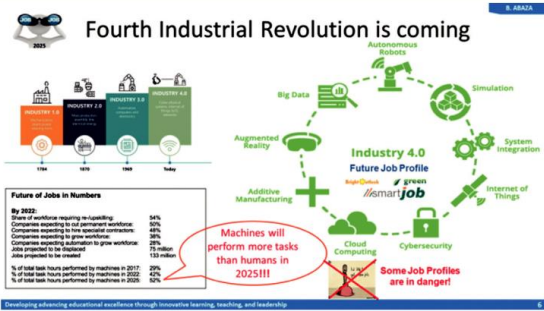 B. ABAZA
JOB JOB
2025
Fourth Industrial Revolution is coming
INDUSTRY 1.0
INDUSTRY 2.0
INDUSTRY 3.0
INDUSTRY 4.0
1784
1870
1969
Today
Future of Jobs in Numbers
By 2022:
Share of workforce requiring re-/upskilling: 54%
Companies expecting to cut permanent workforce: 50%
Companies expecting to hire specialist contractors: 48%
Companies expecting to grow workforce: 38%
Companies expecting automation to grow workforce: 28%
Jobs projected to be displaced 75 million
Jobs projected to be created 133 million
% of total task hours performed by machines in 2017: 29%
% of total task hours performed by machines in 2022: 42%
% of total task hours performed by machines in 2025: 52%
Machines will
perform more tasks
than humans in
2025!!!
Autonomous
Robots
Simulation
System
Integration
Internet of
Things
Cybersecurity
Cloud
Computing
Additive
Manufacturing
Augmented
Reality
Big Data
Industry 4.0
Future Job Profile
Bright Outlook
green
smartjob
Some Job Profiles
are in danger!
Developing advancing educational excellence through innovative learning, teaching, and leadership
6